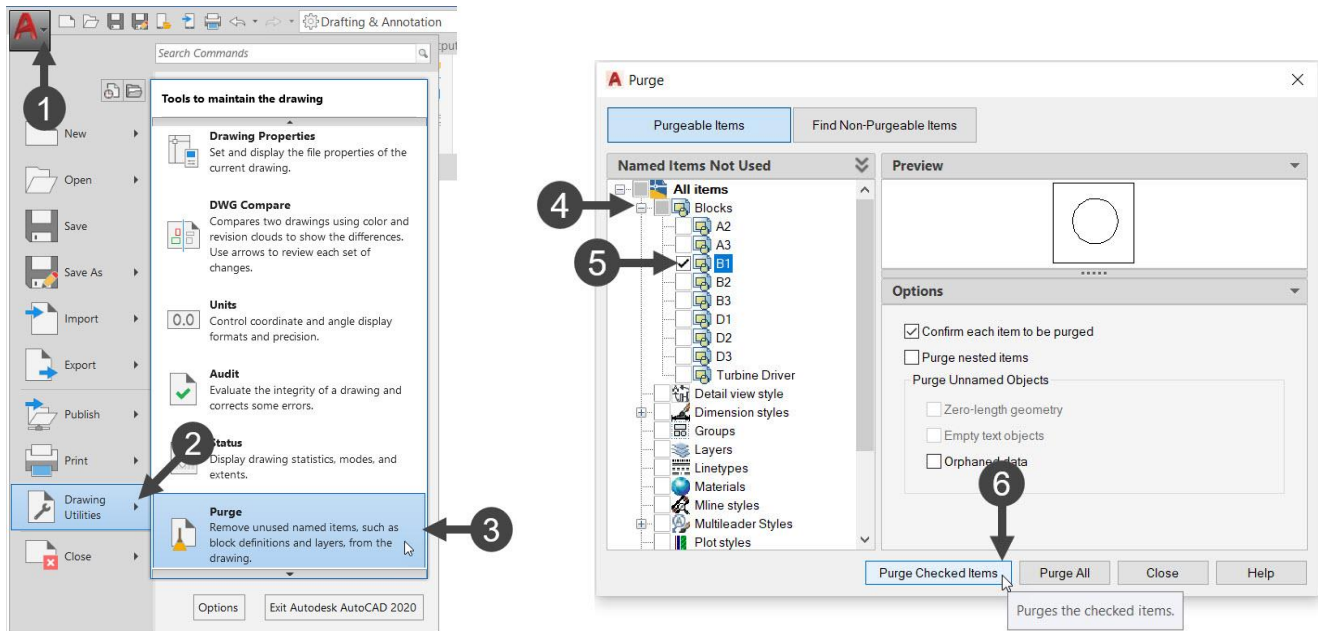 Drafting & Annotation
Search Commands
1
New
Open
Save
Save As
Import
Export
Publish
Print
Drawing
Utilities
Close
Tools to maintain the drawing
Drawing Properties
Set and display the file properties of the
current drawing.
DWG Compare
Compares two drawings using color and
revision clouds to show the differences.
Use arrows to review each set of
changes.
Units
0.0
Control coordinate and angle display
formats and precision.
Audit
Evaluate the integrity of a drawing and
corrects some errors.
2
Status
Display drawing statistics, modes, and
extents.
Purge
Remove unused named items, such as
block definitions and layers, from the
drawing.
3
Options
Exit Autodesk AutoCAD 2020
A Purge
Purgeable Items
Find Non-Purgeable Items
Named Items Not Used
All items
4
Blocks
A2
A3
5
B1
B2
B3
D1
D2
D3
Turbine Driver
Detail view style
Dimension styles
Groups
Layers
Linetypes
Materials
Mline styles
Multileader Styles
Plot styles
Preview
Options
Confirm each item to be purged
Purge nested items
Purge Unnamed Objects
Zero-length geometry
Empty text objects
Orphaned data
6
Purge Checked Items
Purge All
Close
Help
Purges the checked items.